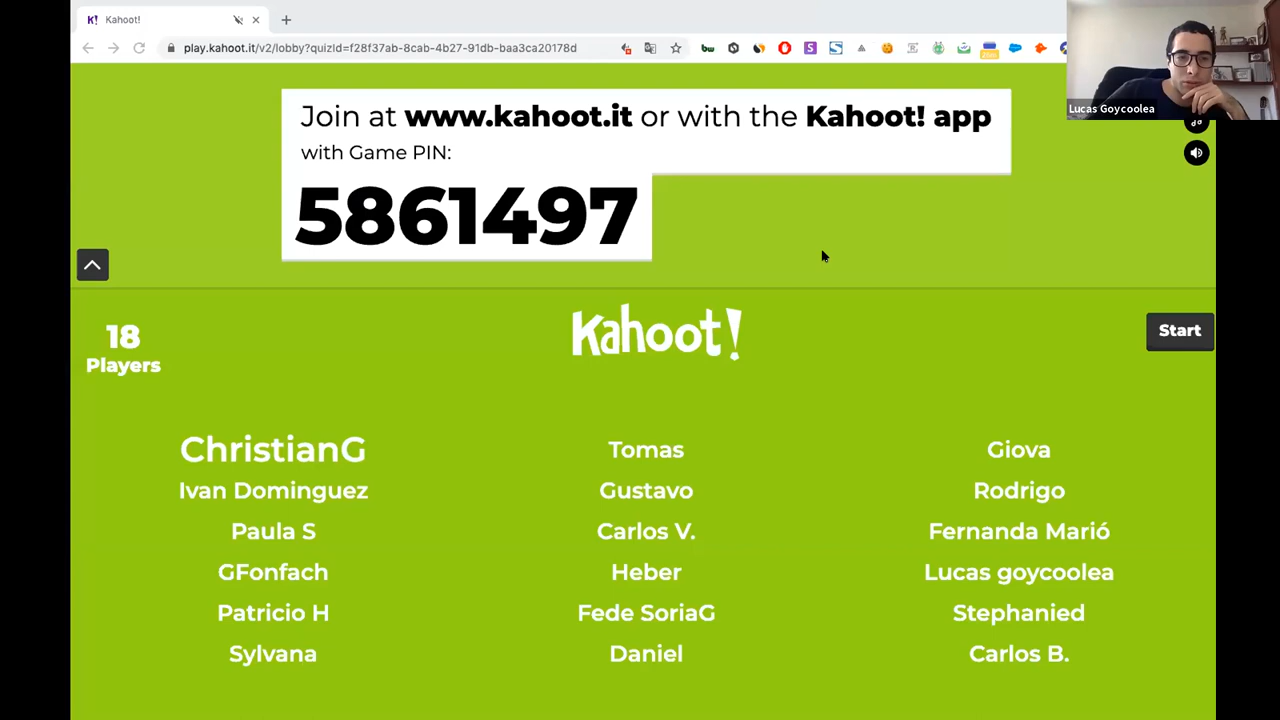 Kahoot!
play.kahoot.it/v2/lobby?quizId=f28f37ab-8cab-4b27-91db-baa3ca20178d
Lucas Goycoolea
Join at www.kahoot.it or with the Kahoot! app
with Game PIN:
5861497
18
Players
Kahoot!
Start
ChristianG Tomas Giova
Ivan Dominguez Gustavo Rodrigo
Paula S Carlos V. Fernanda Marió
GFonfach Heber Lucas goycoolea
Patricio H Fede SoriaG Stephanied
Sylvana Daniel Carlos B.